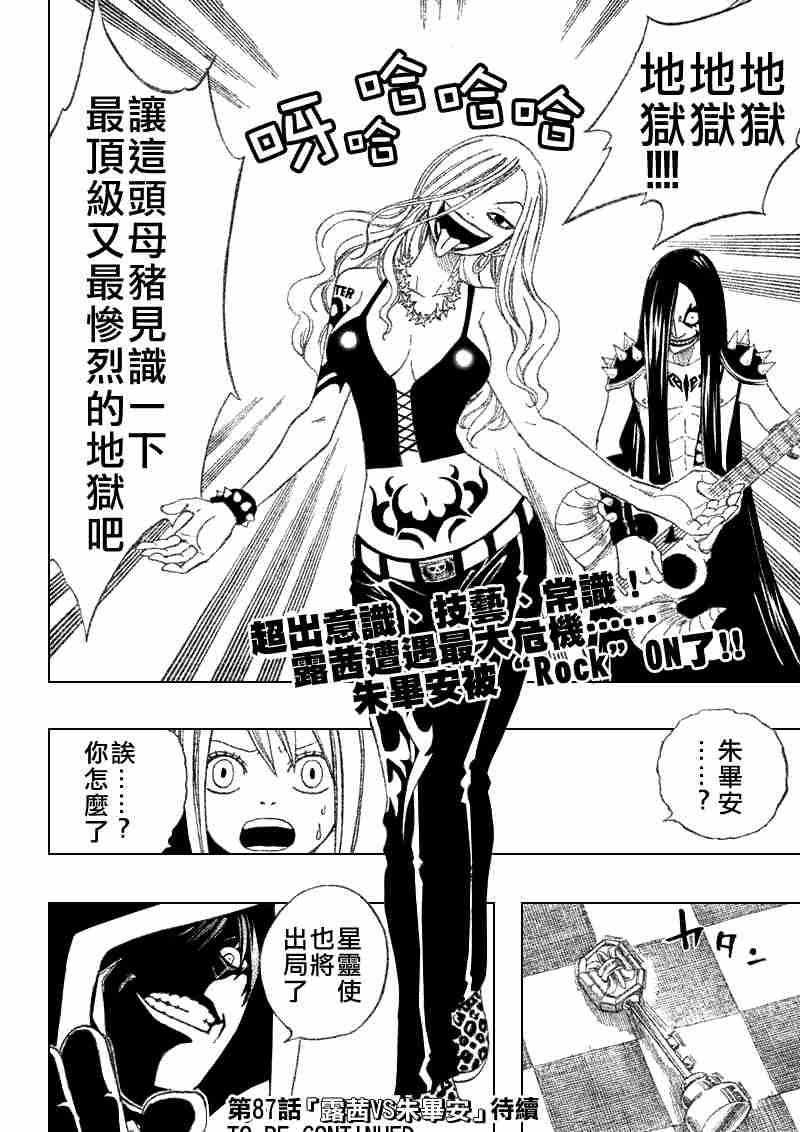 地獄
地獄
地獄
!!!!
哈哈哈哈
呀
讓這頭母豬見識一下
最頂級又最慘烈的地獄吧
TER
超出意識、技藝、常識！
露茜遭遇最大危機……
朱畢安被“Rock”ON了!!
朱畢安
……?
誒……?
你怎麼了
カタン
星靈使
也將
出局了
第87話「露茜VS朱畢安」待續
TO BE CONTINUED